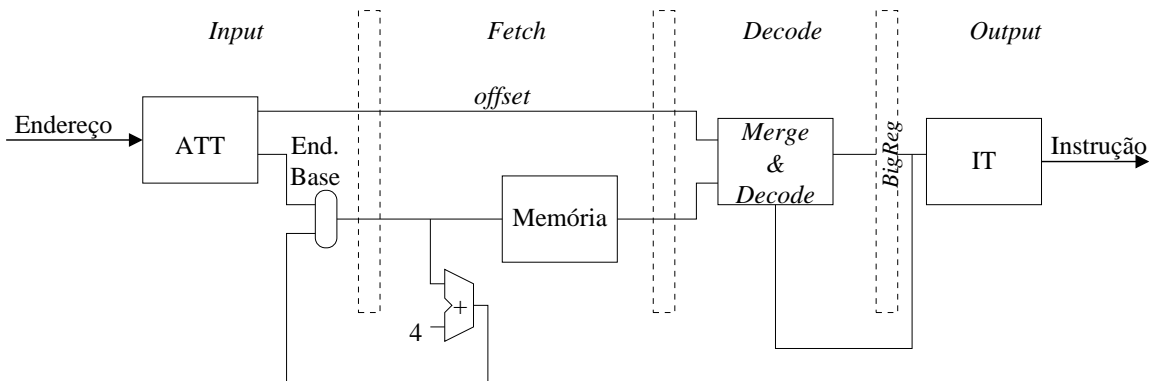 Input
Fetch
Decode
Output
offset
Endereço
ATT
End.
Base
Merge
&
Decode
BigReg
IT
Instrução
Memória
+
4